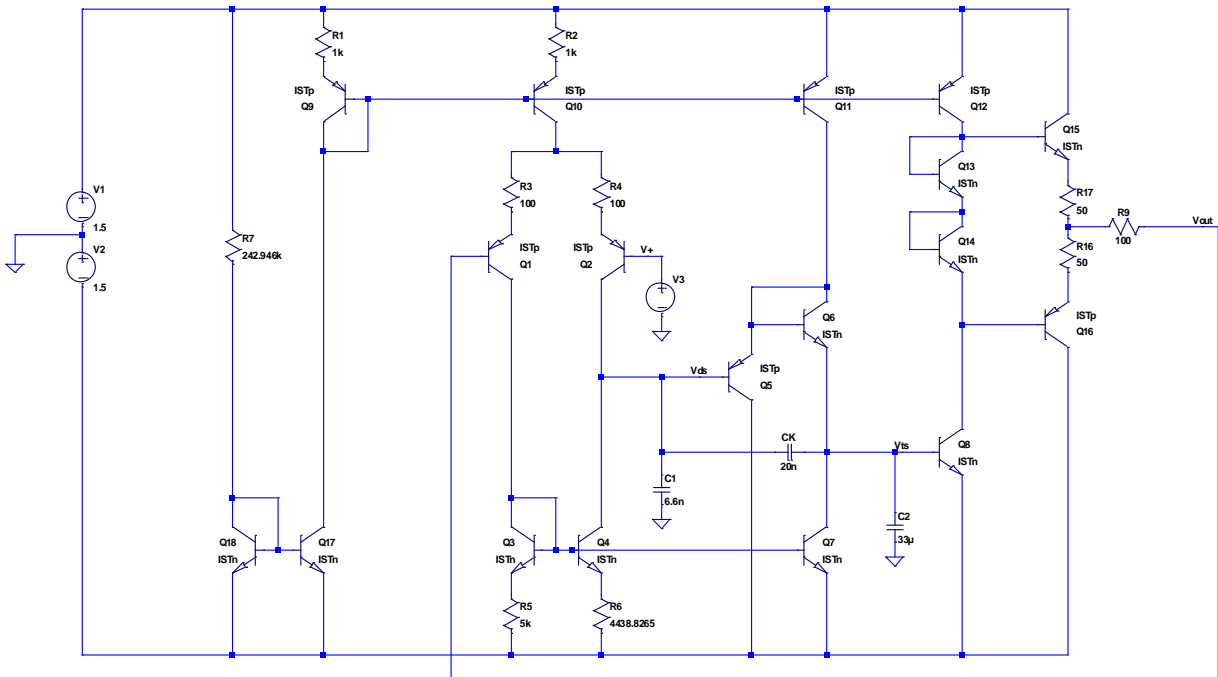 R1
1k
R2
1k
ISTp
Q9
ISTp
Q10
ISTp
Q11
ISTp
Q12
Q15
ISTn
Q13
ISTn
V1
1.5
V2
1.5
R7
242.946k
R3
100
R4
100
R17
50
R9
100
Vout
R16
50
Q14
ISTn
ISTp
Q1
ISTp
Q2
V+
V3
Q6
ISTn
ISTp
Q16
Vds
ISTp
Q5
CK
20n
Vts
Q8
ISTn
C1
6.6n
C2
.33µ
Q18
ISTn
Q17
ISTn
Q3
ISTn
Q4
ISTn
Q7
ISTn
R5
5k
R6
4438.8265